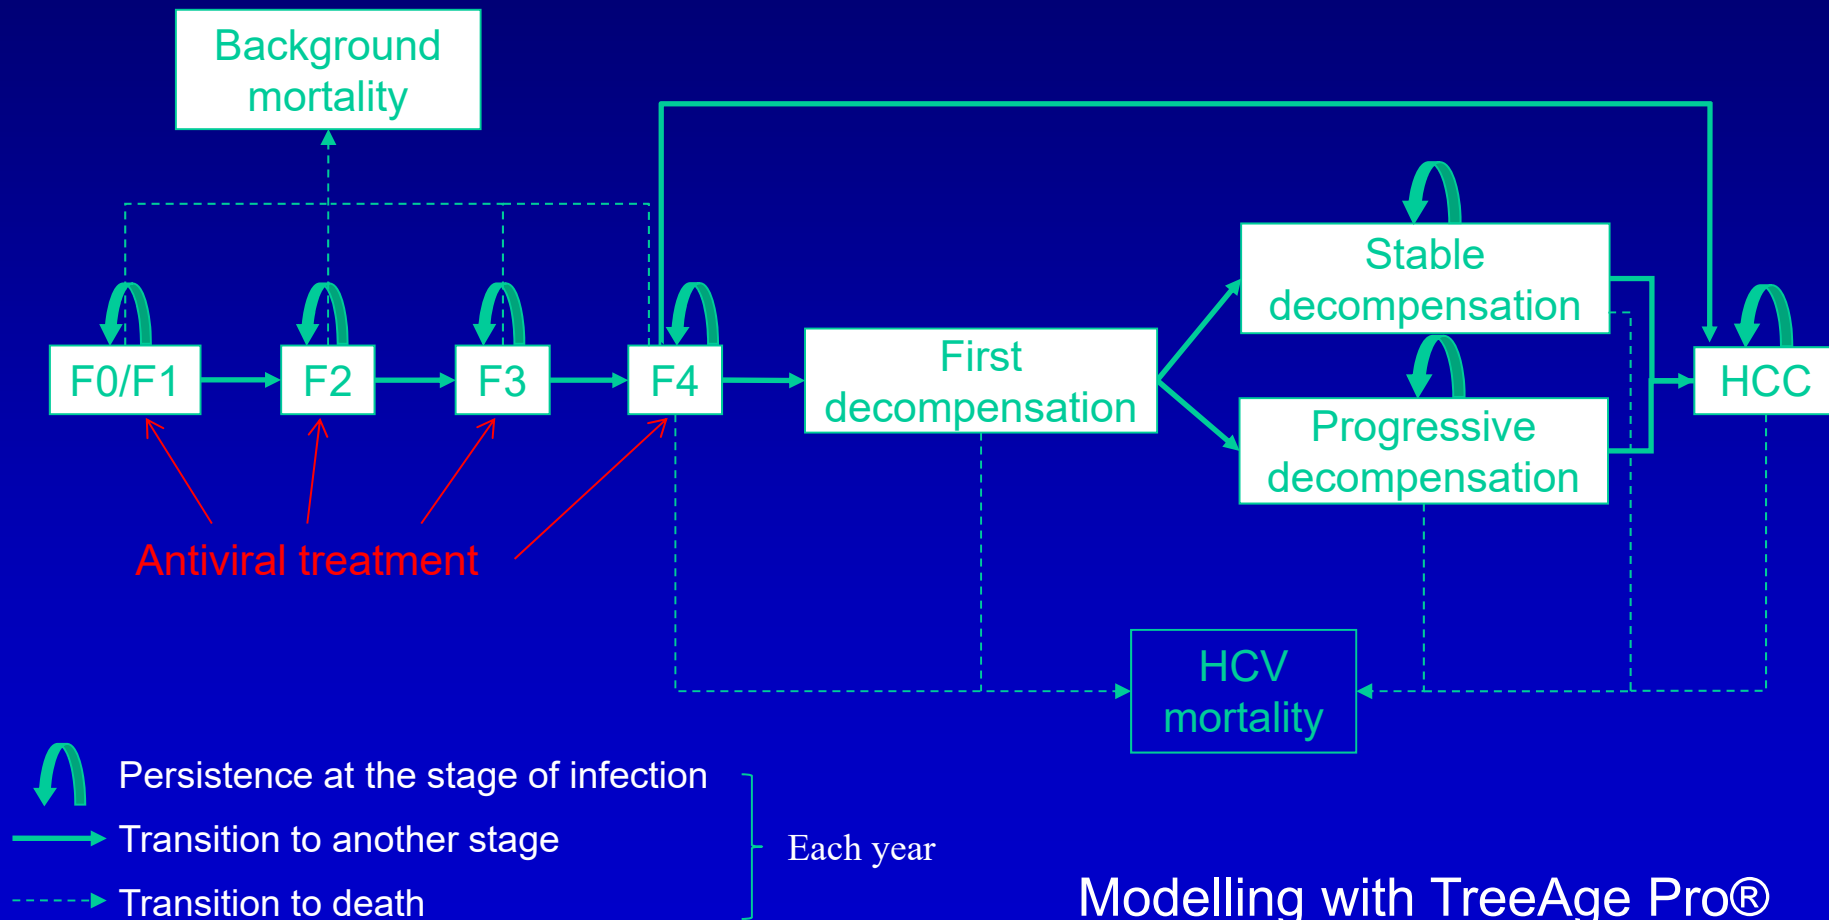 Background
mortality
Stable
decompensation
F0/F1
F2
F3
F4
First
decompensation
HCC
Progressive
decompensation
Antiviral treatment
HCV
mortality
Persistence at the stage of infection
Transition to another stage
Each year
Transition to death
Modelling with TreeAge Pro®